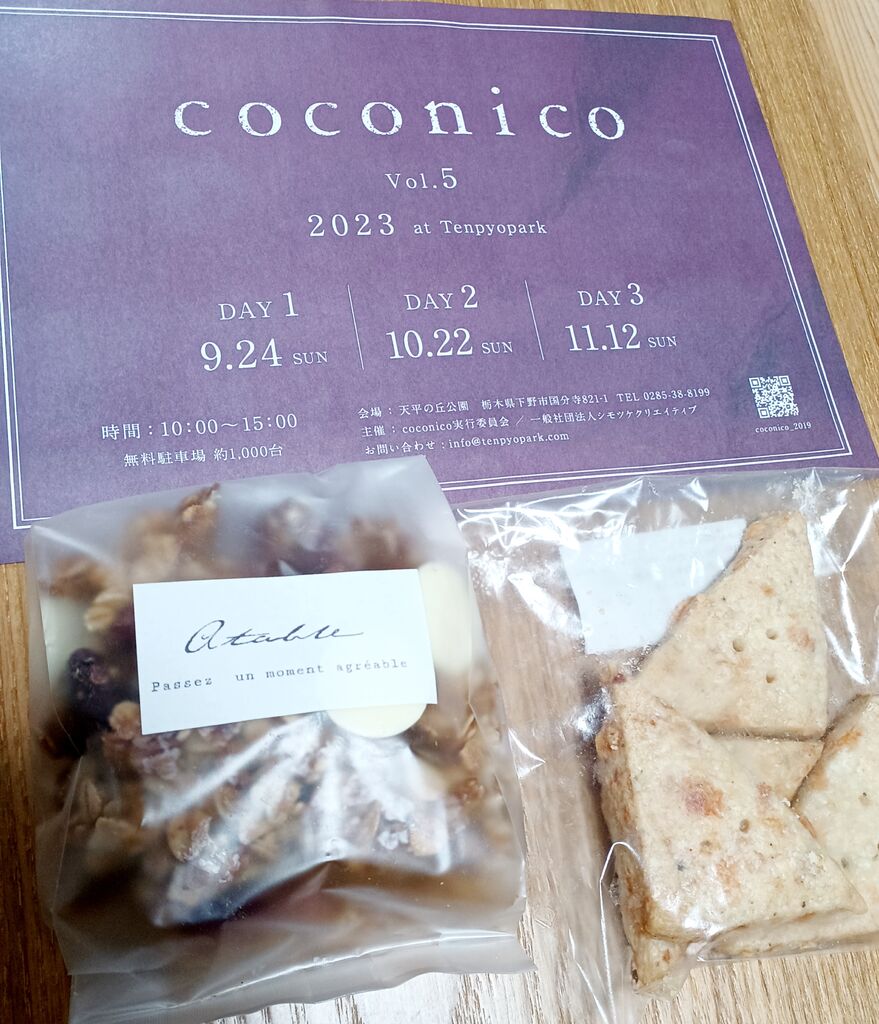 coconico
Vol.5
2023 at Tenpyopark
DAY 1
9.24 SUN
DAY 2
10.22 SUN
DAY 3
11.12 SUN
時間：10:00～15:00
無料駐車場 約1,000台
会場：天平の丘公園 栃木県下野市国分寺821-1 TEL 0285-38-8199
主催：coconico実行委員会 ／ 一般社団法人シモツケクリエイティブ
お問い合わせ：info@tenpyopark.com
coconico_2019
Atable
Passez un moment agréable